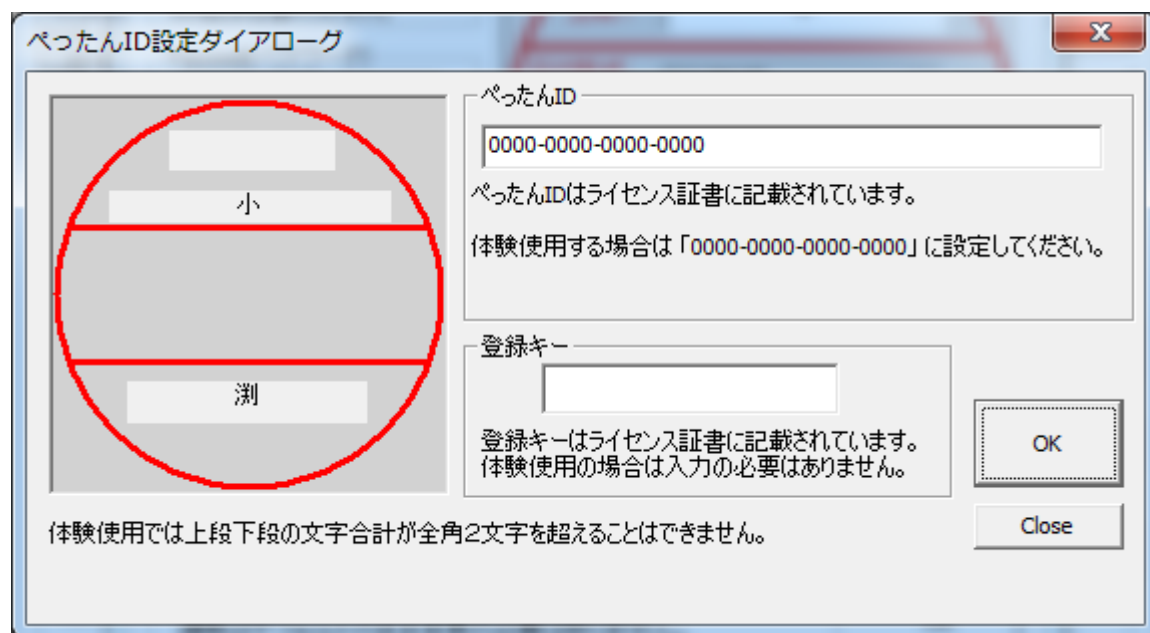 ぺったんID設定ダイアローグ
小
渕
ぺったんID
0000-0000-0000-0000
ぺったんIDはライセンス証書に記載されています。
体験使用する場合は「0000-0000-0000-0000」に設定してください。
登録キー
登録キーはライセンス証書に記載されています。
体験使用の場合は入力の必要はありません。
OK
Close
体験使用では上段下段の文字合計が全角2文字を超えることはできません。